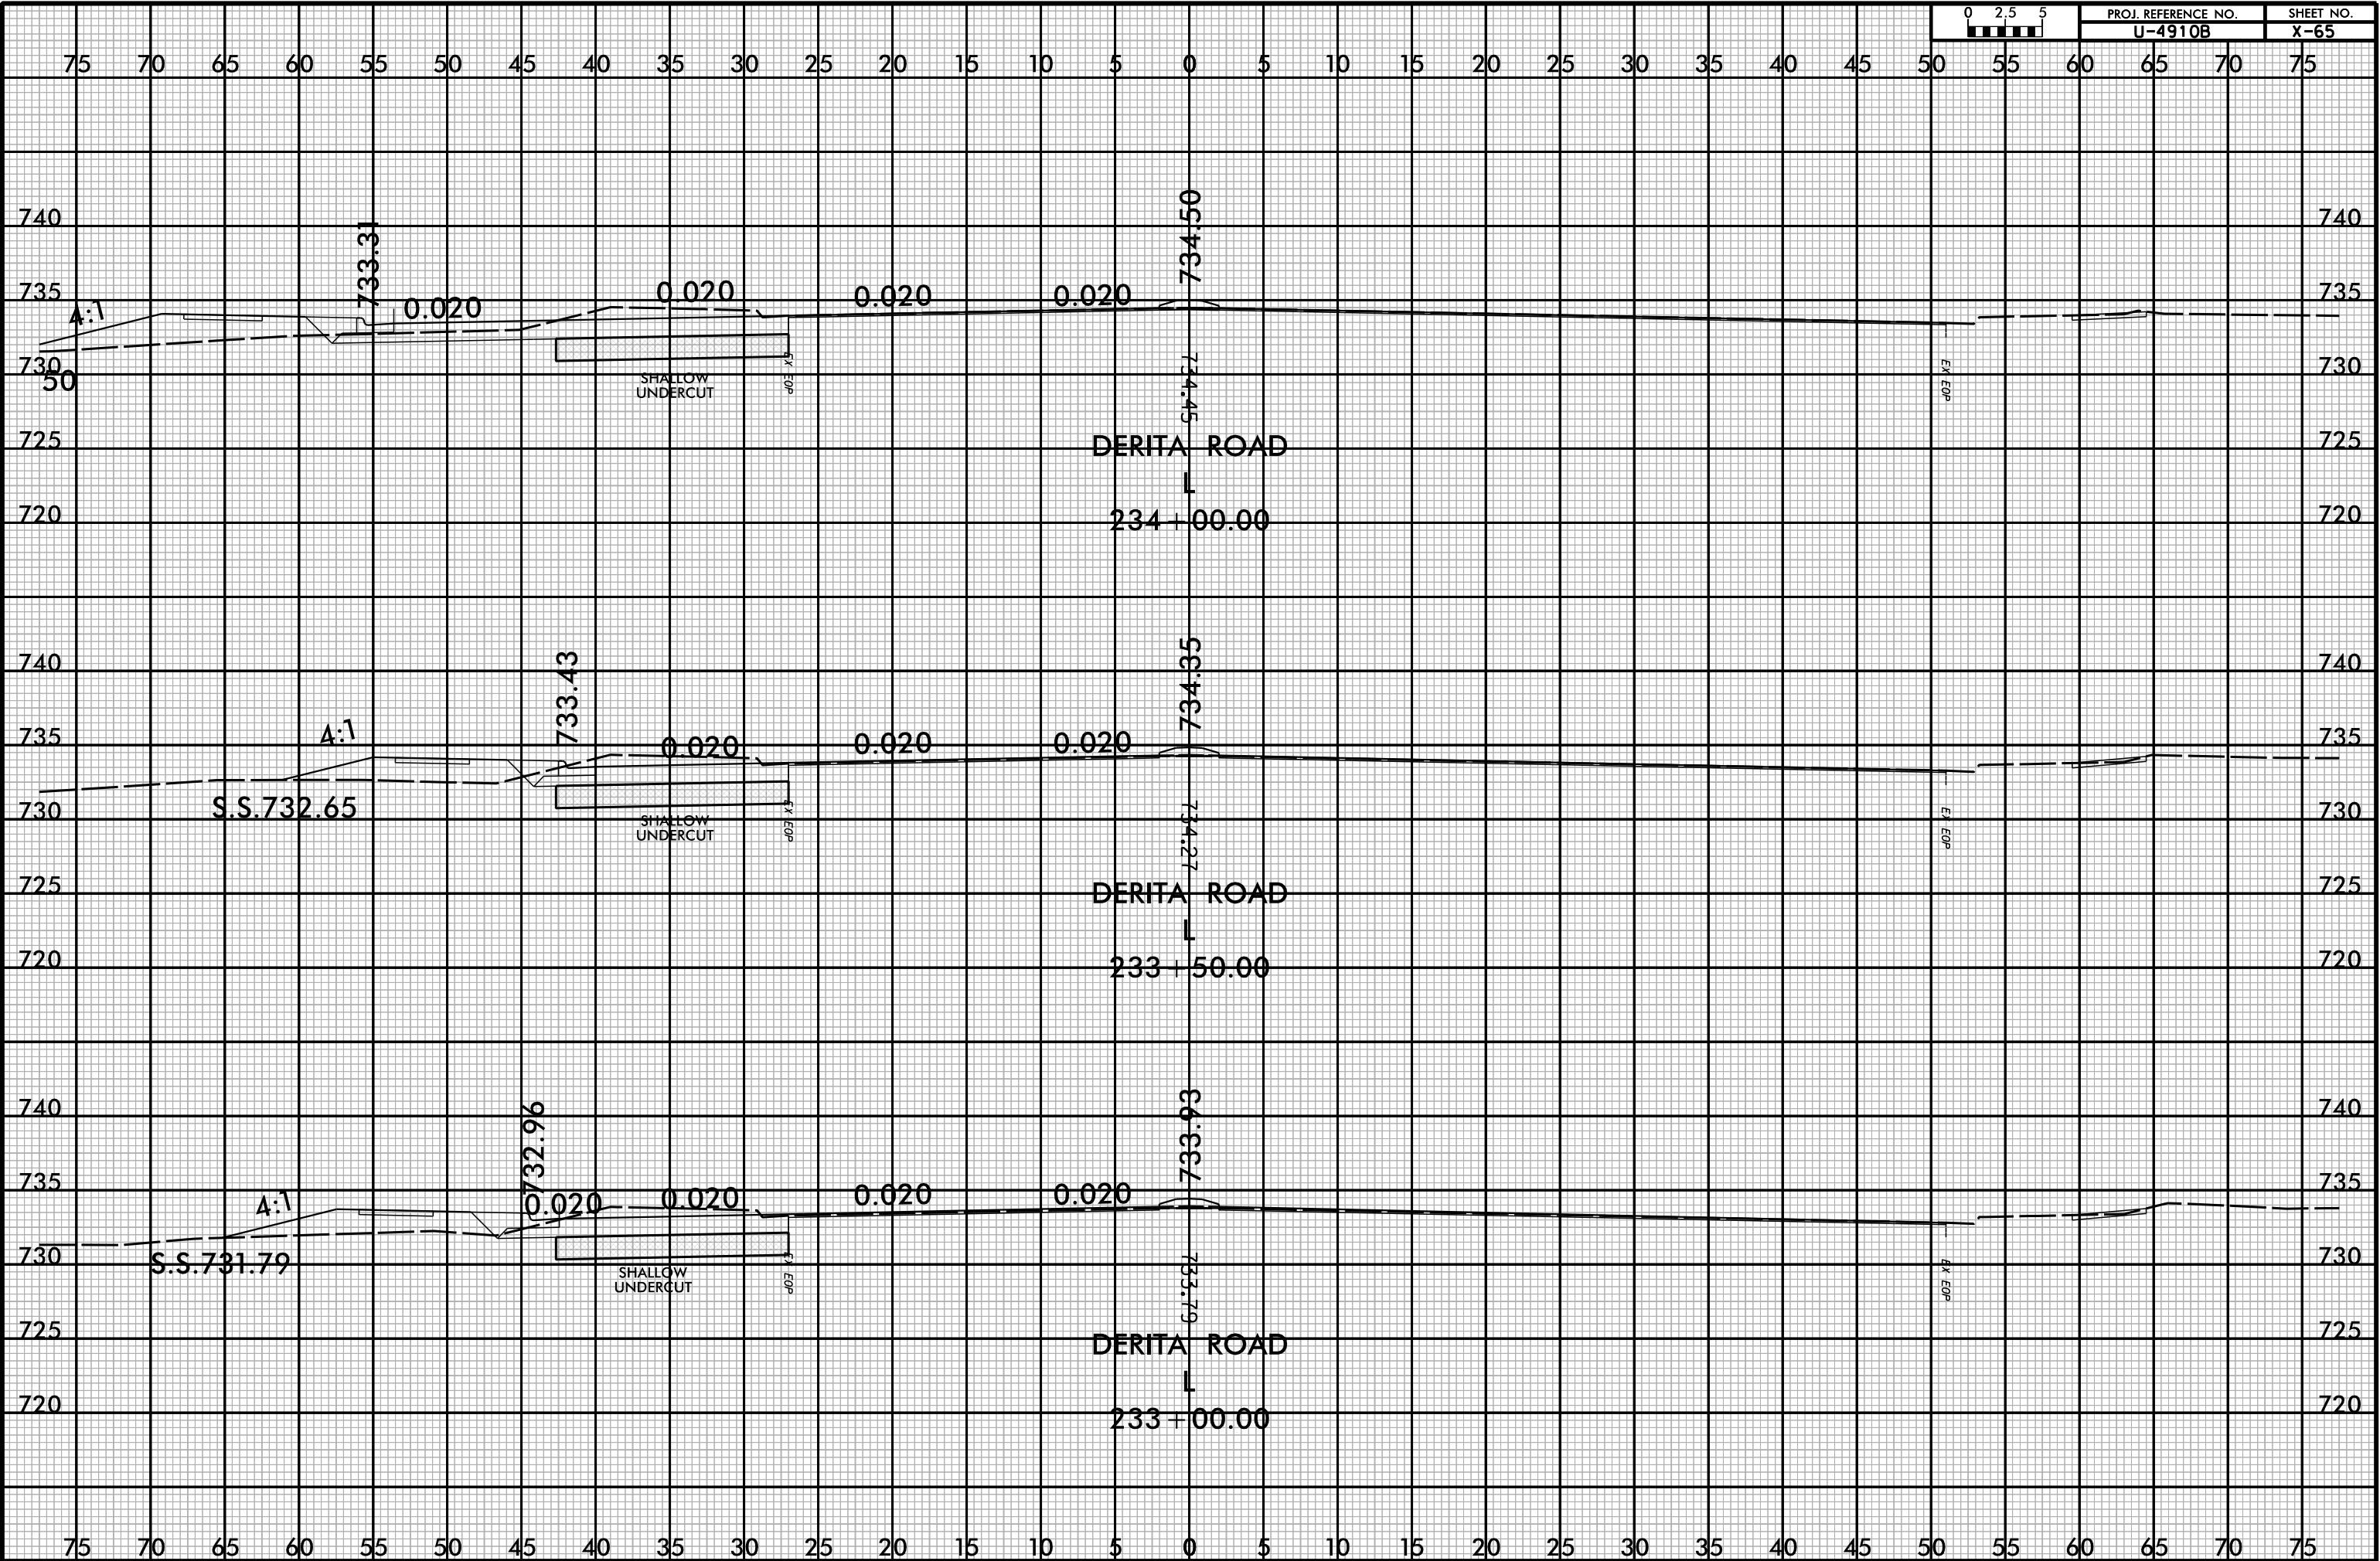 0 2.5 5
PROJ. REFERENCE NO.
SHEET NO.
U-4910B
X-65
75 70 65 60 55 50 45 40 35 30 25 20 15 10 5 0 5 10 15 20 25 30 35 40 45 50 55 60 65 70 75
740 733.31 734.50 740
735 4:1 0.020 0.020 0.020 0.020 735
730 730
50
SHALLOW
UNDERCUT
EX EOP
734.45
EX EOP
725 725
DERITA ROAD
L
720 234+00.00 720
740 733.43 734.35 740
735 4:1 0.020 0.020 0.020 735
S.S.732.65
730 730
SHALLOW
UNDERCUT
EX EOP
734.27
EX EOP
725 725
DERITA ROAD
L
720 233+50.00 720
740 732.96 733.93 740
735 4:1 0.020 0.020 0.020 0.020 735
S.S.731.79
730 730
SHALLOW
UNDERCUT
EX EOP
733.79
EX EOP
725 725
DERITA ROAD
L
720 233+00.00 720
75 70 65 60 55 50 45 40 35 30 25 20 15 10 5 0 5 10 15 20 25 30 35 40 45 50 55 60 65 70 75